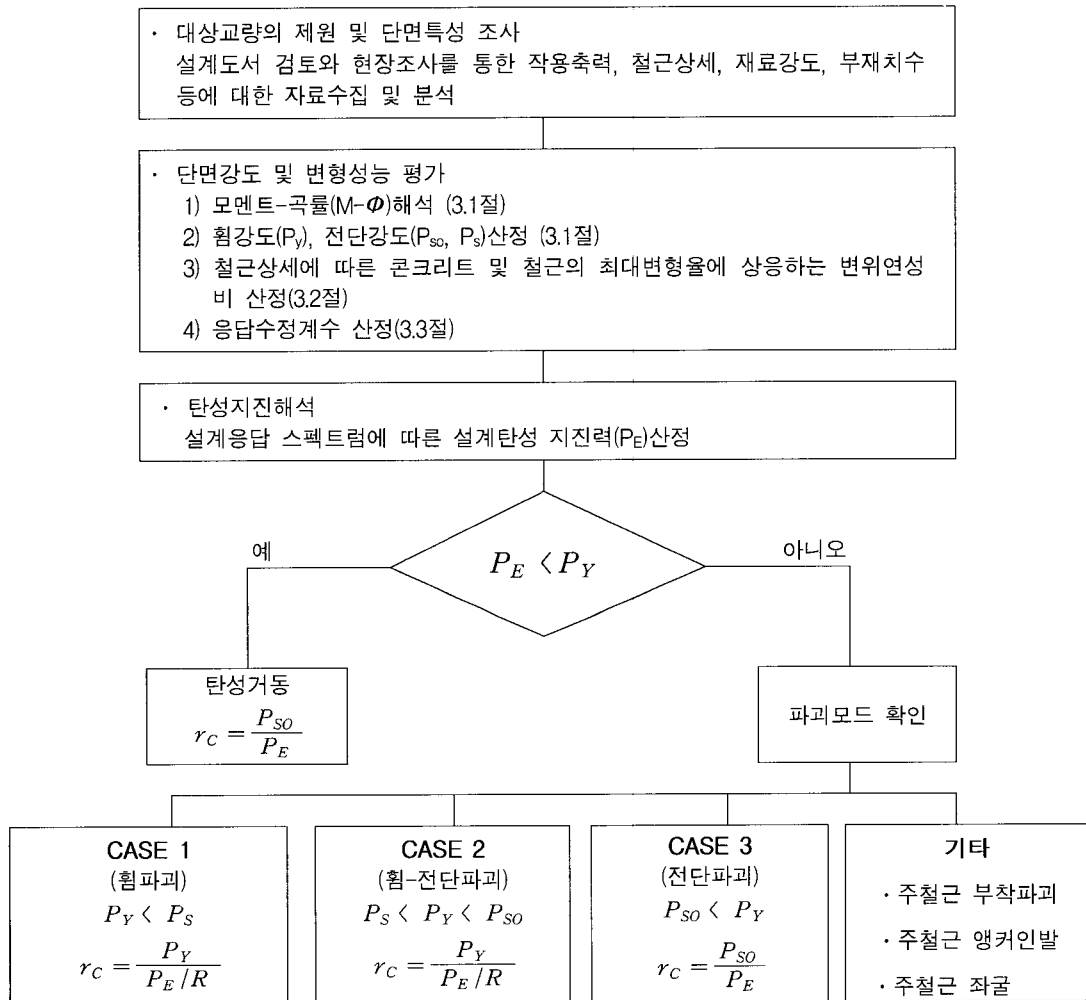 · 대상교량의 제원 및 단면특성 조사
설계도서 검토와 현장조사를 통한 작용축력, 철근상세, 재료강도, 부재치수
등에 대한 자료수집 및 분석
· 단면강도 및 변형성능 평가
1) 모멘트-곡률(M-Φ)해석 (3.1절)
2) 휨강도(Py), 전단강도(Pso, Ps)산정 (3.1절)
3) 철근상세에 따른 콘크리트 및 철근의 최대변형율에 상응하는 변위연성
비 산정(3.2절)
4) 응답수정계수 산정(3.3절)
· 탄성지진해석
설계응답 스펙트럼에 따른 설계탄성 지진력(PE)산정
P_E < P_Y
예
아니오
탄성거동
r_C = P_SO / P_E
파괴모드 확인
CASE 1
(휨파괴)
P_Y < P_S
r_C = P_Y / (P_E /R)
CASE 2
(휨-전단파괴)
P_S < P_Y < P_SO
r_C = P_Y / (P_E /R)
CASE 3
(전단파괴)
P_SO < P_Y
r_C = P_SO / P_E
기타
· 주철근 부착파괴
· 주철근 앵커인발
· 주철근 좌굴